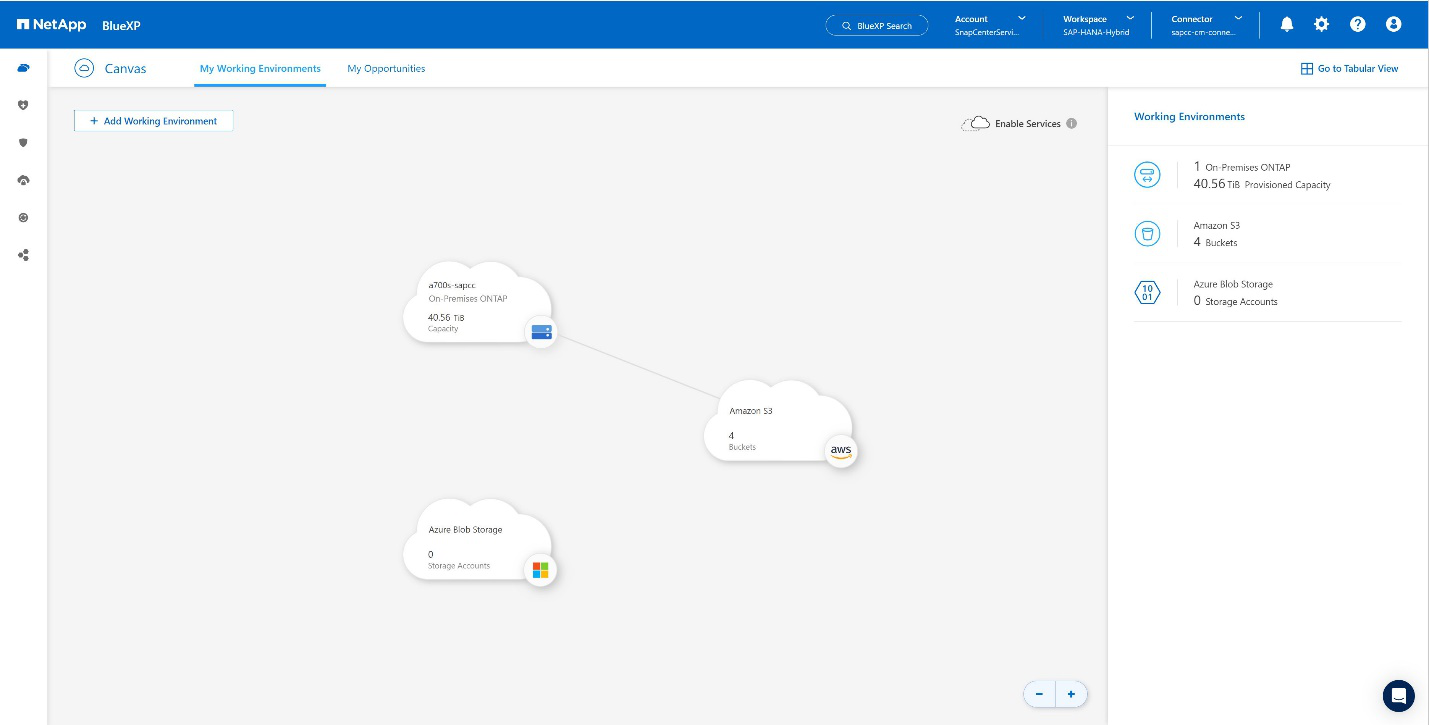 NetApp BlueXP
BlueXP Search
Account
SnapCenterServi...
Workspace
SAP-HANA-Hybrid
Connector
sapcc-cm-conne...
Canvas
My Working Environments
My Opportunities
Go to Tabular View
+ Add Working Environment
Enable Services
a700s-sapcc
On-Premises ONTAP
40.56 TiB
Capacity
Amazon S3
4
Buckets
aws
Azure Blob Storage
0
Storage Accounts
Working Environments
1 On-Premises ONTAP
40.56 TiB Provisioned Capacity
Amazon S3
4 Buckets
10
01
Azure Blob Storage
0 Storage Accounts